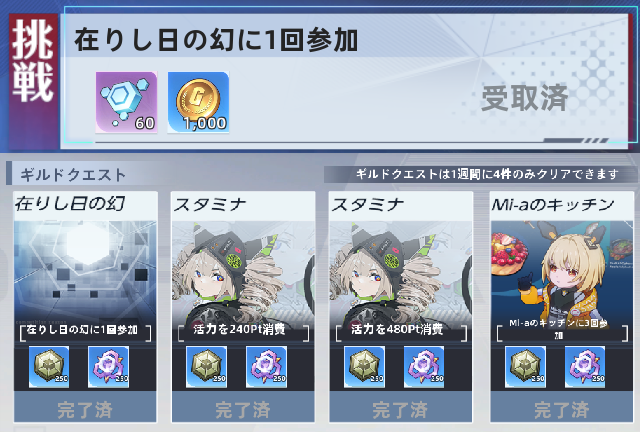 挑戦
在りし日の幻に1回参加
60
1,000
受取済
ギルドクエスト
ギルドクエストは1週間に4件のみクリアできます
在りし日の幻
在りし日の幻に1回参加
250
250
完了済
スタミナ
活力を240Pt消費
250
250
完了済
スタミナ
活力を480Pt消費
250
250
完了済
Mi-aのキッチン
Mi-aのキッチンに3回参
加
250
250
完了済